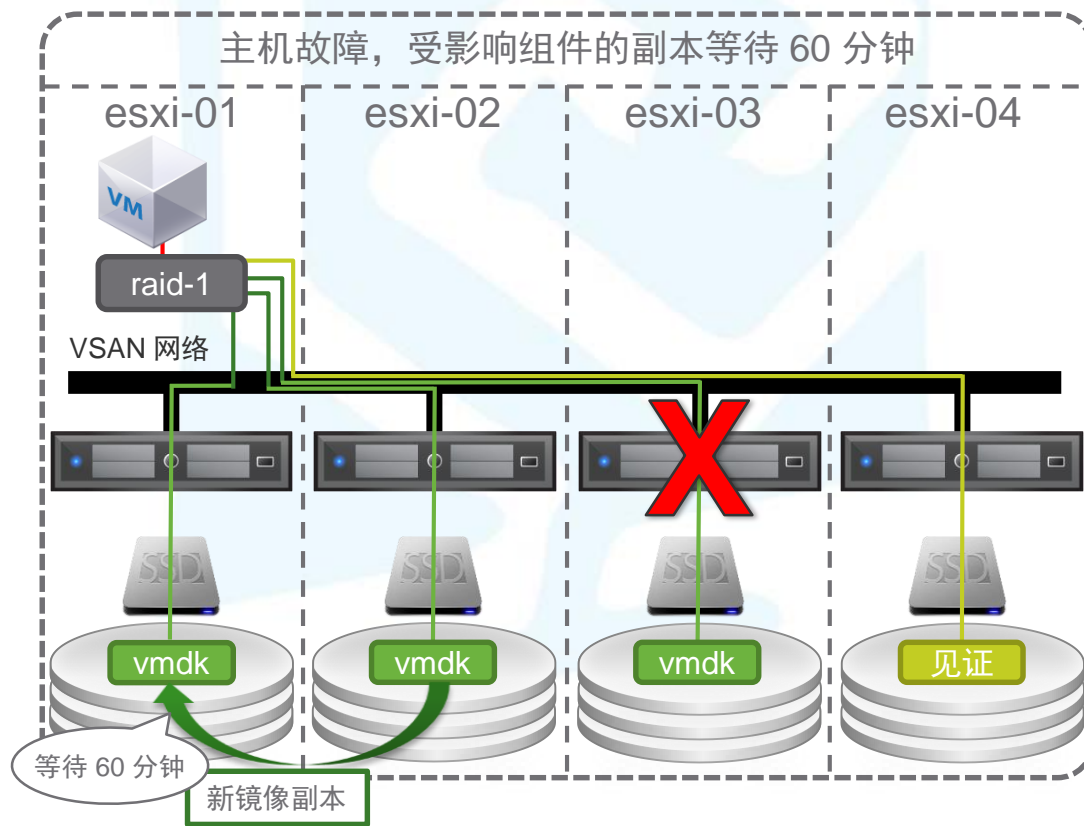 主机故障，受影响组件的副本等待 60 分钟
esxi-01
esxi-02
esxi-03
esxi-04
VM
raid-1
VSAN 网络
X
SSD
SSD
SSD
SSD
vmdk
vmdk
vmdk
见证
等待 60 分钟
新镜像副本